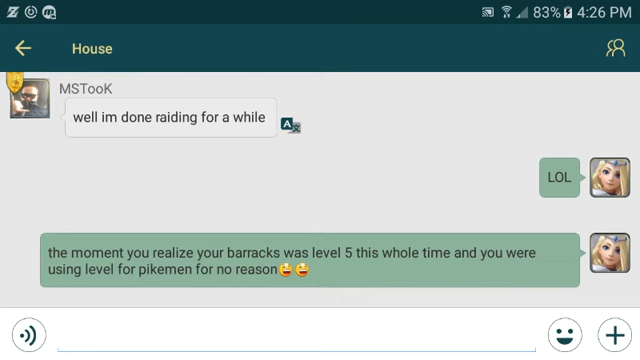 83% 4:26 PM
House
MSTooK
well im done raiding for a while
LOL
the moment you realize your barracks was level 5 this whole time and you were
using level for pikemen for no reason😜😜